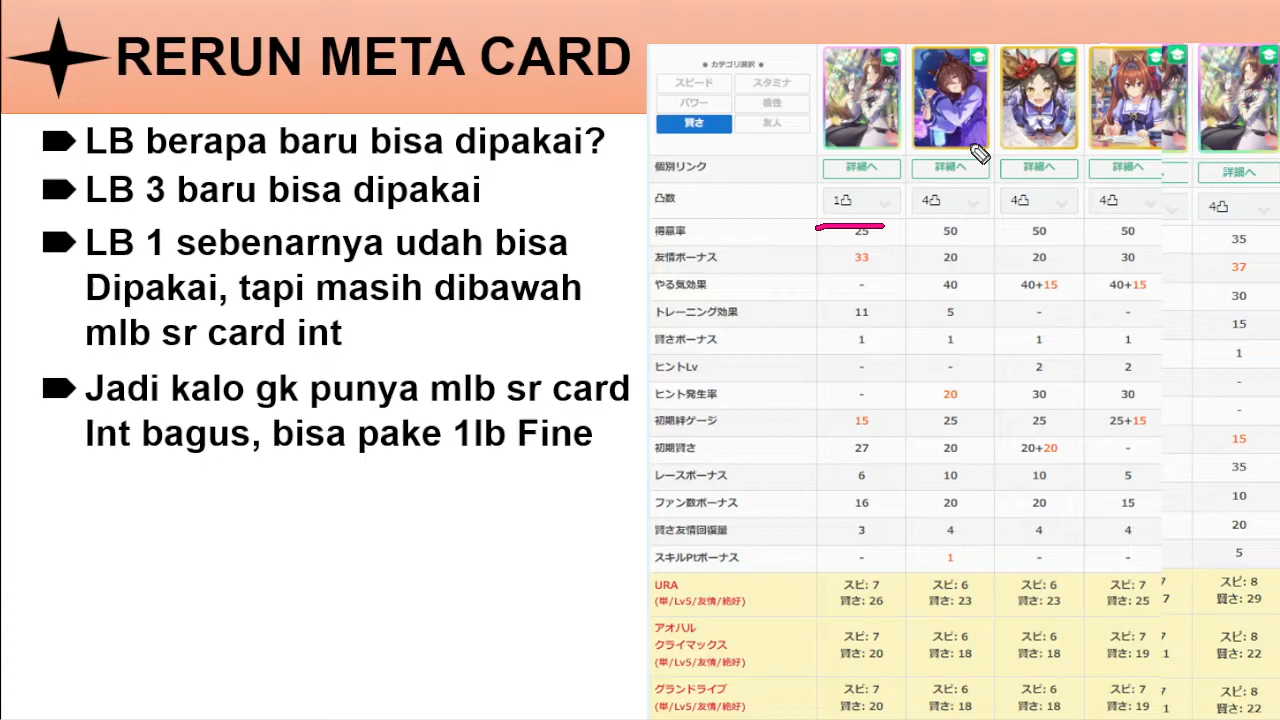 RERUN META CARD
LB berapa baru bisa dipakai?
LB 3 baru bisa dipakai
LB 1 sebenarnya udah bisa
Dipakai, tapi masih dibawah
mlb sr card int
Jadi kalo gk punya mlb sr card
Int bagus, bisa pake 1lb Fine
● カテゴリ選択 ●
スピード スタミナ
パワー 根性
賢さ 友人
個別リンク 詳細へ 詳細へ 詳細へ 詳細へ 詳細へ
凸数 1凸 4凸 4凸 4凸 4凸
得意率 25 50 50 50 35
友情ボーナス 33 20 20 30 37
やる気効果 - 40 40+15 40+15 30
トレーニング効果 11 5 - - 15
賢さボーナス 1 1 1 1 1
ヒントLv - - 2 2 -
ヒント発生率 - 20 30 30 -
初期絆ゲージ 15 25 25 25+15 15
初期賢さ 27 20 20+20 - 35
レースボーナス 6 10 10 5 10
ファン数ボーナス 16 20 20 15 20
賢さ友情回復量 3 4 4 4 5
スキルPtボーナス - 1 - -
URA スピ: 7 スピ: 6 スピ: 6 スピ: 7 7 スピ: 8
(単/Lv5/友情/絶好) 賢さ: 26 賢さ: 23 賢さ: 23 賢さ: 25 7 賢さ: 29
アオハル
クライマックス スピ: 7 スピ: 6 スピ: 6 スピ: 7 7 スピ: 8
(単/Lv5/友情/絶好) 賢さ: 20 賢さ: 18 賢さ: 18 賢さ: 19 1 賢さ: 22
グランドライブ スピ: 7 スピ: 6 スピ: 6 スピ: 7 7 スピ: 8
(単/Lv5/友情/絶好) 賢さ: 20 賢さ: 18 賢さ: 18 賢さ: 19 1 賢さ: 22